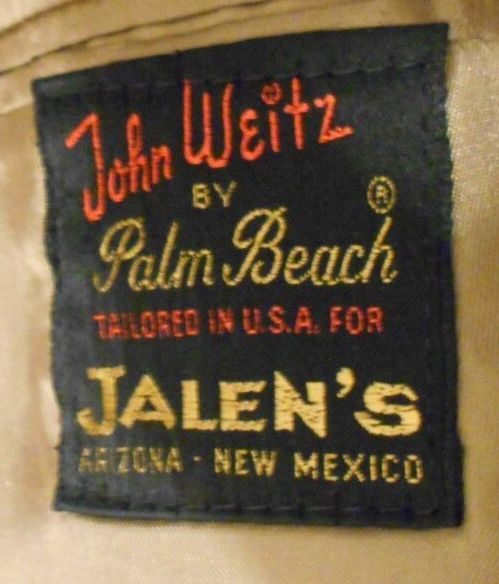 John Weitz
BY
Palm Beach ®
TAILORED IN U.S.A. FOR
JALEN'S
ARIZONA - NEW MEXICO